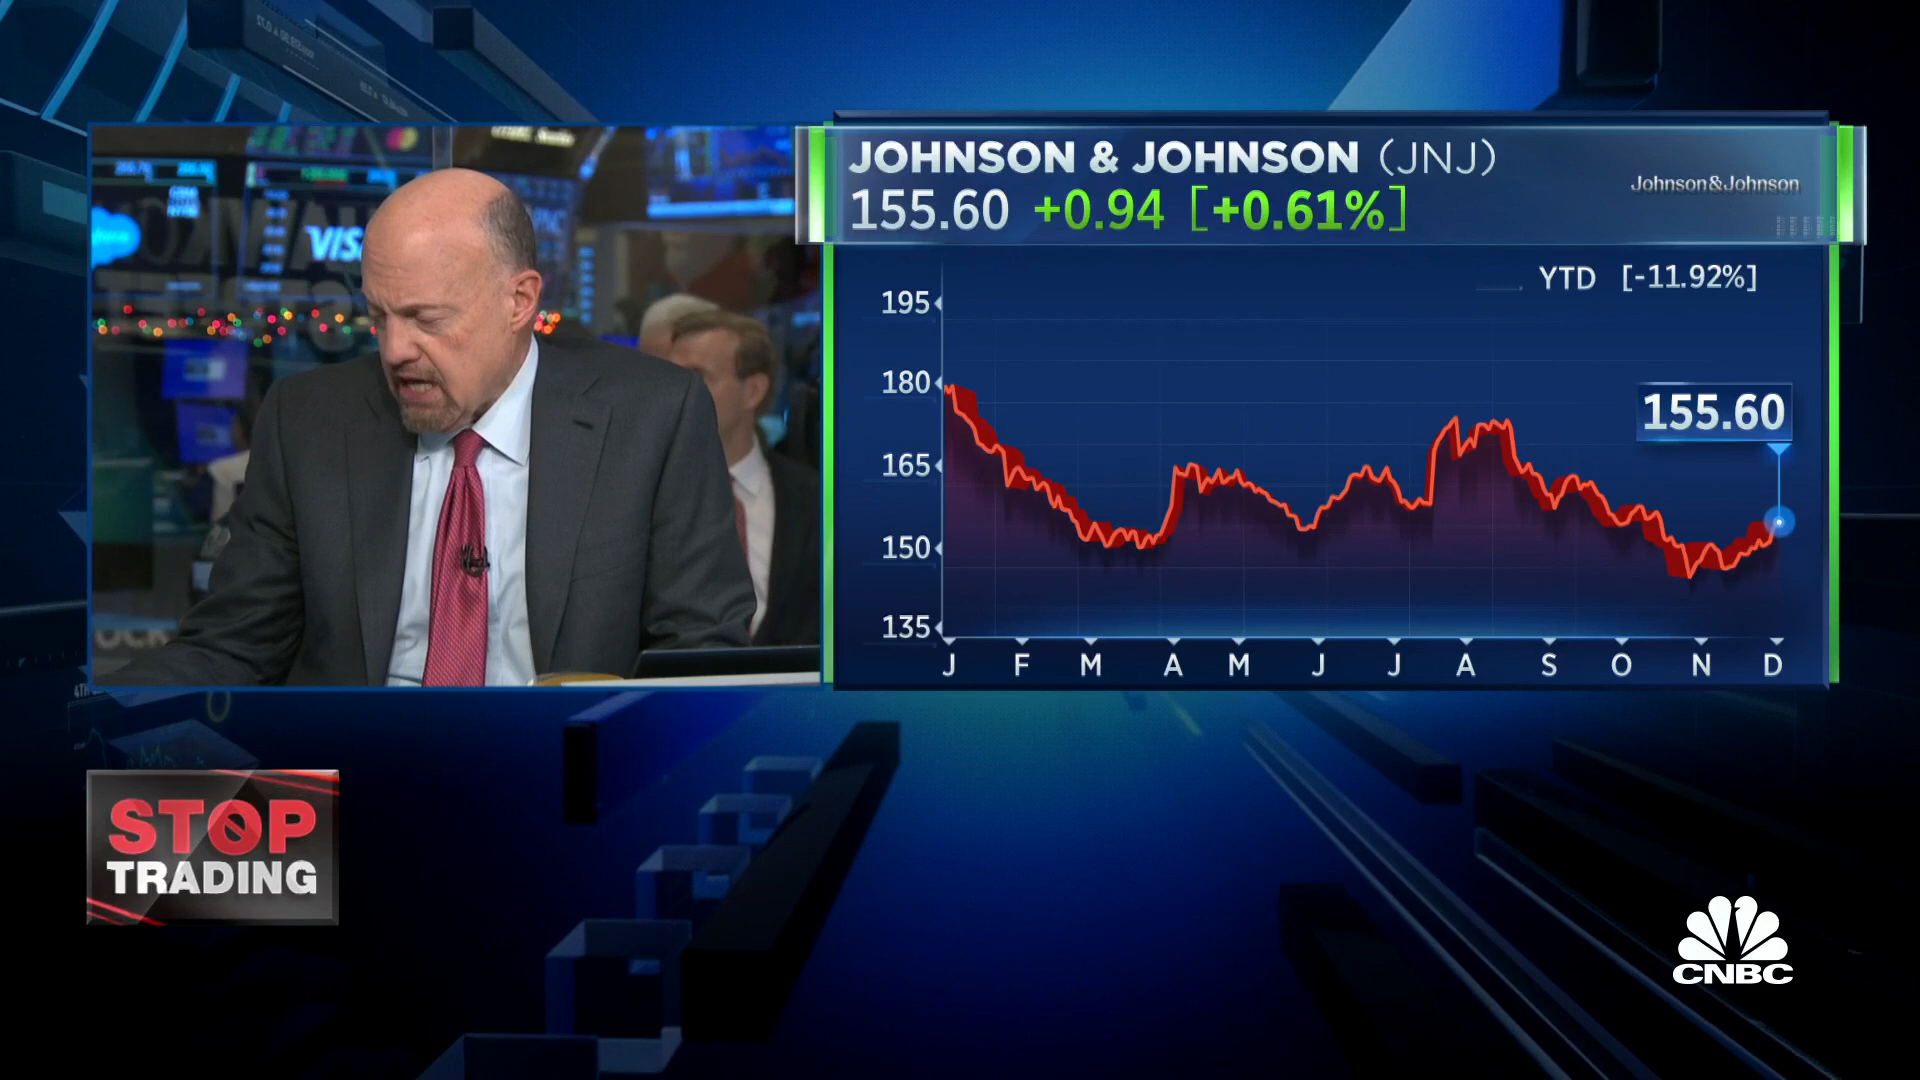 JOHNSON & JOHNSON (JNJ)
155.60 +0.94 [+0.61%]
Johnson&Johnson
YTD [-11.92%]
195
180
165
150
135
155.60
J F M A M J J A S O N D
VISA
STOP
TRADING
CNBC